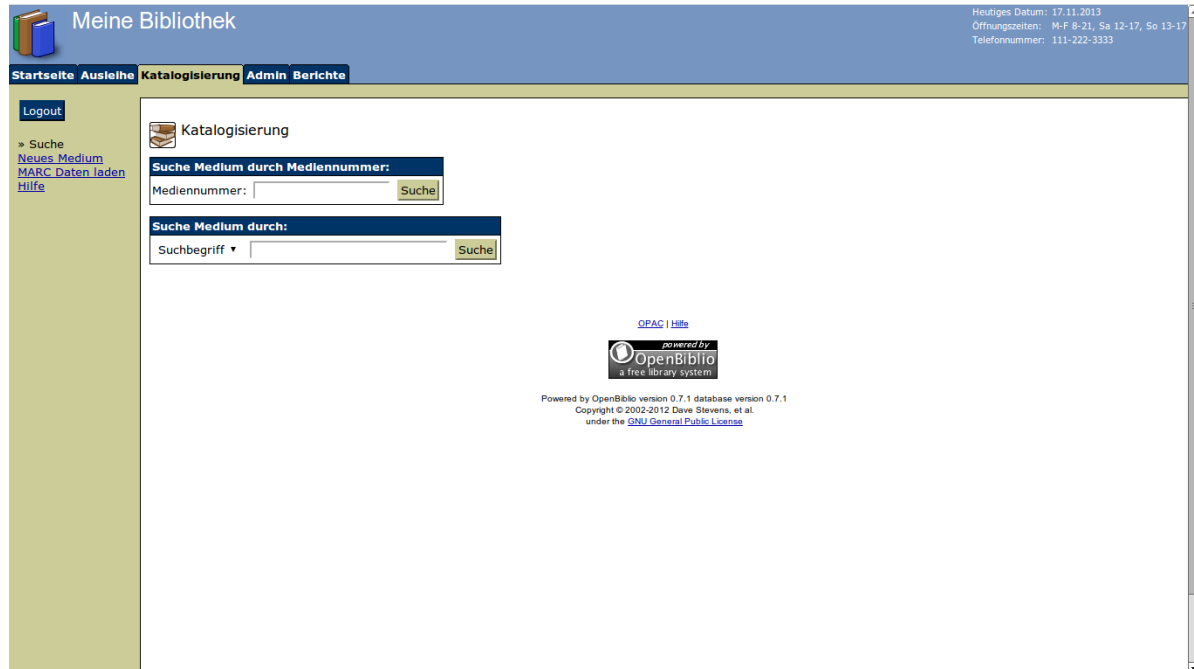 Meine Bibliothek
Heutiges Datum: 17.11.2013
Öffnungszeiten: M-F 8-21, Sa 12-17, So 13-17
Telefonnummer: 111-222-3333
Startseite Ausleihe Katalogisierung Admin Berichte
Logout
» Suche
Neues Medium
MARC Daten laden
Hilfe
Katalogisierung
Suche Medium durch Mediennummer:
Mediennummer: Suche
Suche Medium durch:
Suchbegriff ▼ Suche
OPAC | Hilfe
powered by
OpenBiblio
a free library system
Powered by OpenBiblio version 0.7.1 database version 0.7.1
Copyright © 2002-2012 Dave Stevens, et al.
under the GNU General Public License